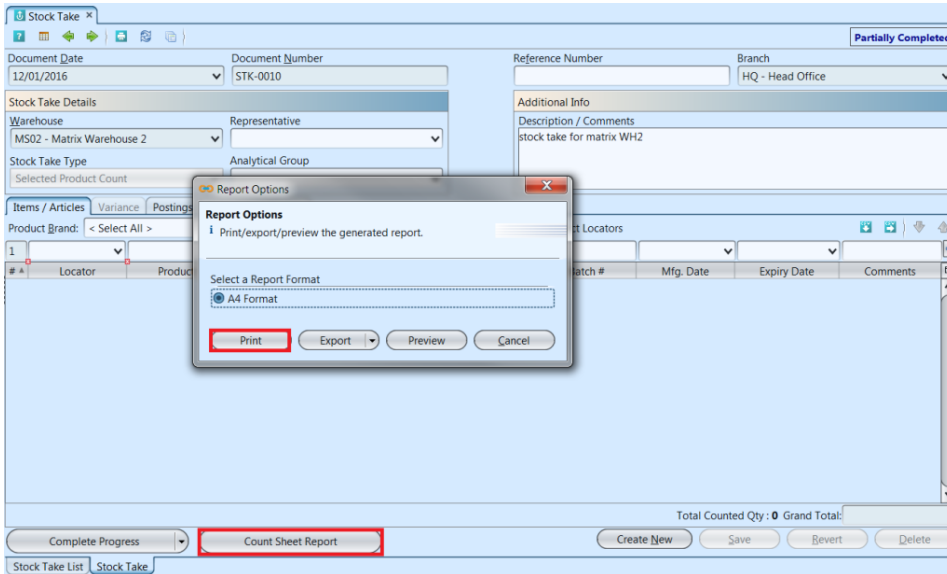 Stock Take ×
Partially Completed
Document Date
Document Number
Reference Number
Branch
12/01/2016
STK-0010
HQ - Head Office
Stock Take Details
Additional Info
Warehouse
Representative
Description / Comments
MS02 - Matrix Warehouse 2
stock take for matrix WH2
Stock Take Type
Analytical Group
Selected Product Count
Report Options
Items / Articles
Variance
Postings
Report Options
Print/export/preview the generated report.
Product Brand: < Select All >
Locators
1
#
Locator
Mfg. Date
Expiry Date
Comments
Select a Report Format
A4 Format
Print
Export
Preview
Cancel
Total Counted Qty : 0 Grand Total:
Complete Progress
Count Sheet Report
Create New
Save
Revert
Delete
Stock Take List
Stock Take